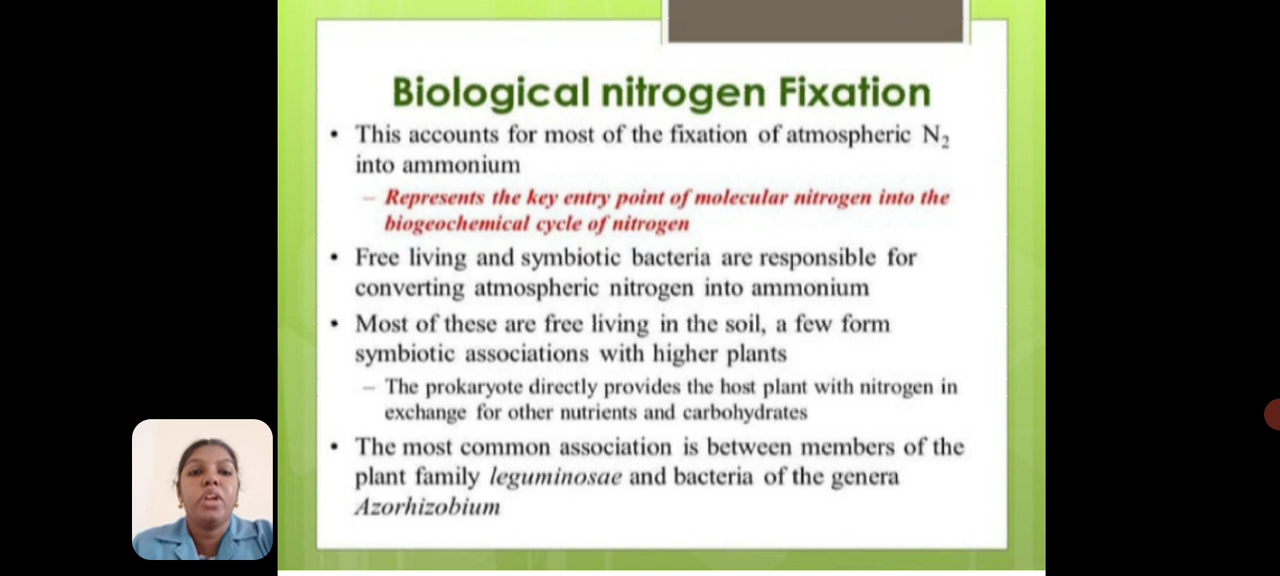 Biological nitrogen Fixation
• This accounts for most of the fixation of atmospheric N₂
into ammonium
– Represents the key entry point of molecular nitrogen into the
biogeochemical cycle of nitrogen
• Free living and symbiotic bacteria are responsible for
converting atmospheric nitrogen into ammonium
• Most of these are free living in the soil, a few form
symbiotic associations with higher plants
– The prokaryote directly provides the host plant with nitrogen in
exchange for other nutrients and carbohydrates
• The most common association is between members of the
plant family leguminosae and bacteria of the genera
Azorhizobium